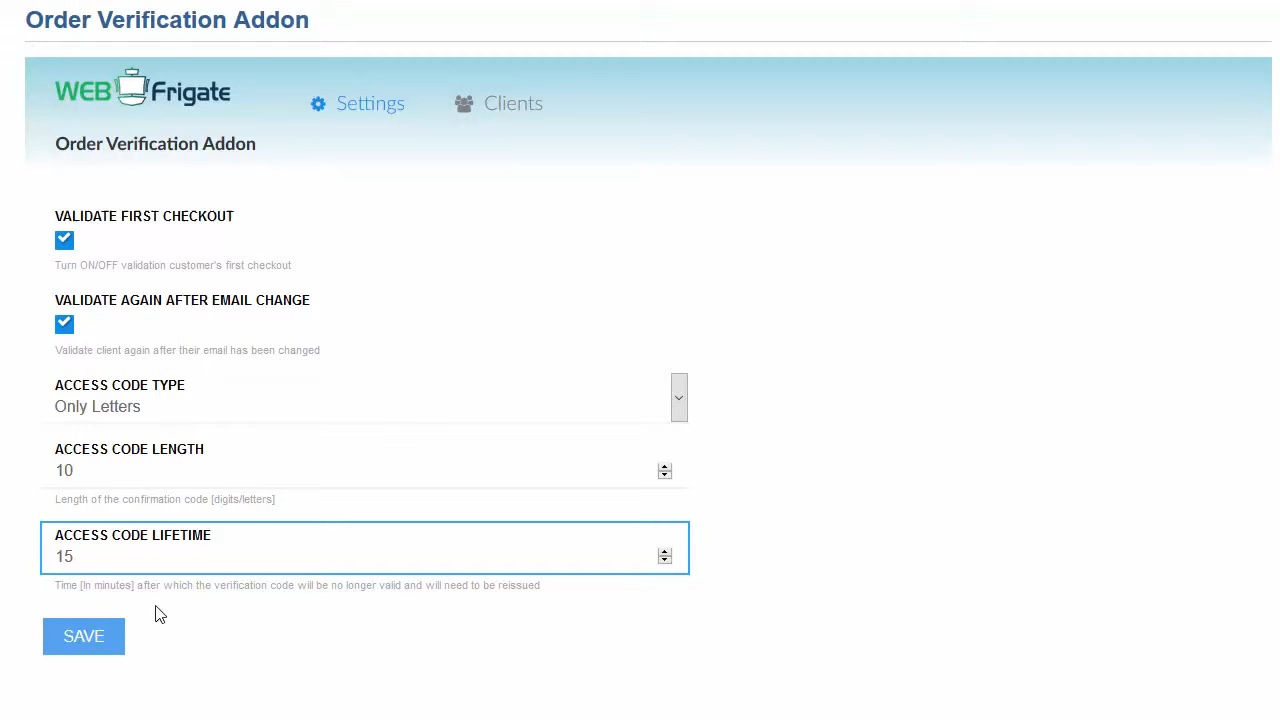 Order Verification Addon
WEB Frigate
Settings
Clients
Order Verification Addon
VALIDATE FIRST CHECKOUT
Turn ON/OFF validation customer's first checkout
VALIDATE AGAIN AFTER EMAIL CHANGE
Validate client again after their email has been changed
ACCESS CODE TYPE
Only Letters
ACCESS CODE LENGTH
10
Length of the confirmation code [digits/letters]
ACCESS CODE LIFETIME
15
Time [In minutes] after which the verification code will be no longer valid and will need to be reissued
SAVE